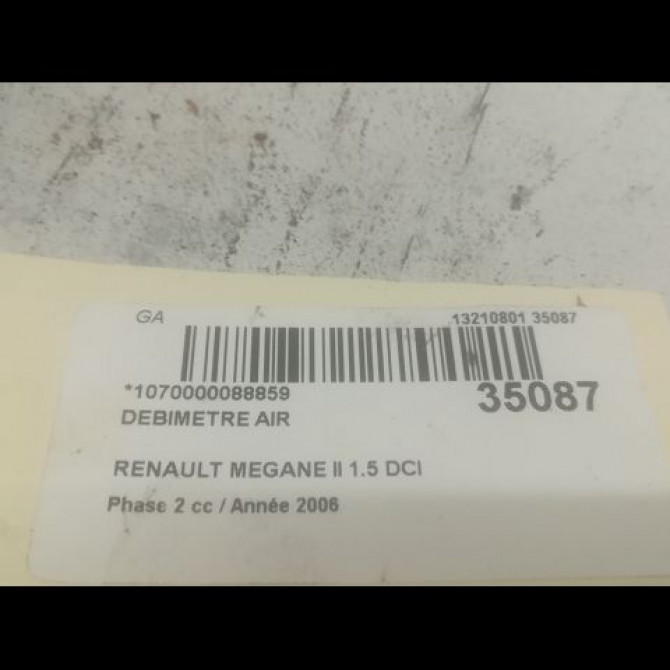 GA 13210801 35087
*1070000088859 35087
DEBIMETRE AIR
RENAULT MEGANE II 1.5 DCI
Phase 2 cc / Année 2006